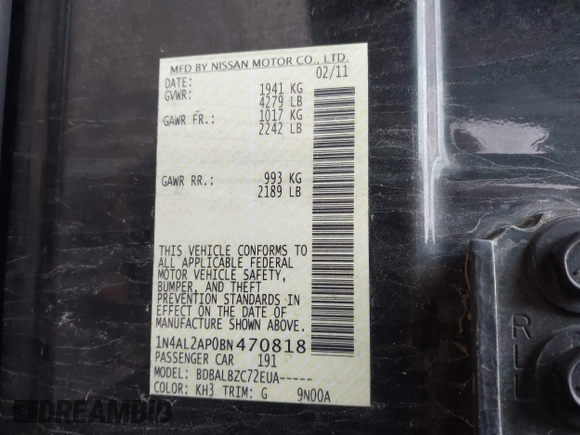 MFD BY NISSAN MOTOR CO., LTD.
DATE: 02/11
GVWR: 1941 KG
4279 LB
GAWR FR.: 1017 KG
2242 LB
GAWR RR.: 993 KG
2189 LB
THIS VEHICLE CONFORMS TO
ALL APPLICABLE FEDERAL
MOTOR VEHICLE SAFETY,
BUMPER, AND THEFT
PREVENTION STANDARDS IN
EFFECT ON THE DATE OF
MANUFACTURE SHOWN ABOVE.
1N4AL2AP0BN470818
PASSENGER CAR 191
MODEL: BDBALBZC72EUA-----
COLOR: KH3 TRIM: G 9N00A
R
L
L
DREAMBID